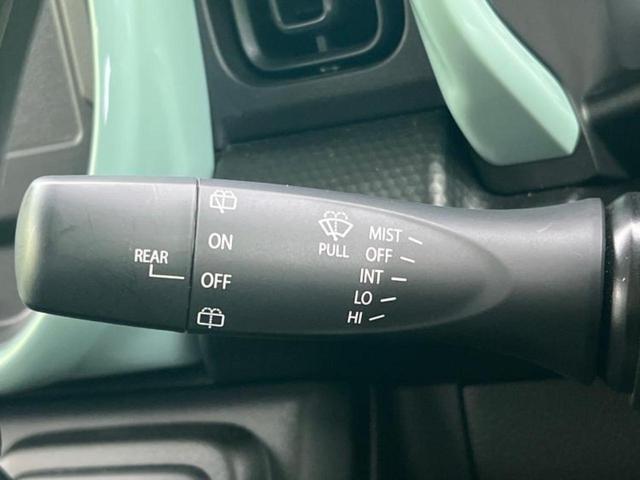 REAR
ON
OFF
PULL
MIST
OFF
INT
LO
HI